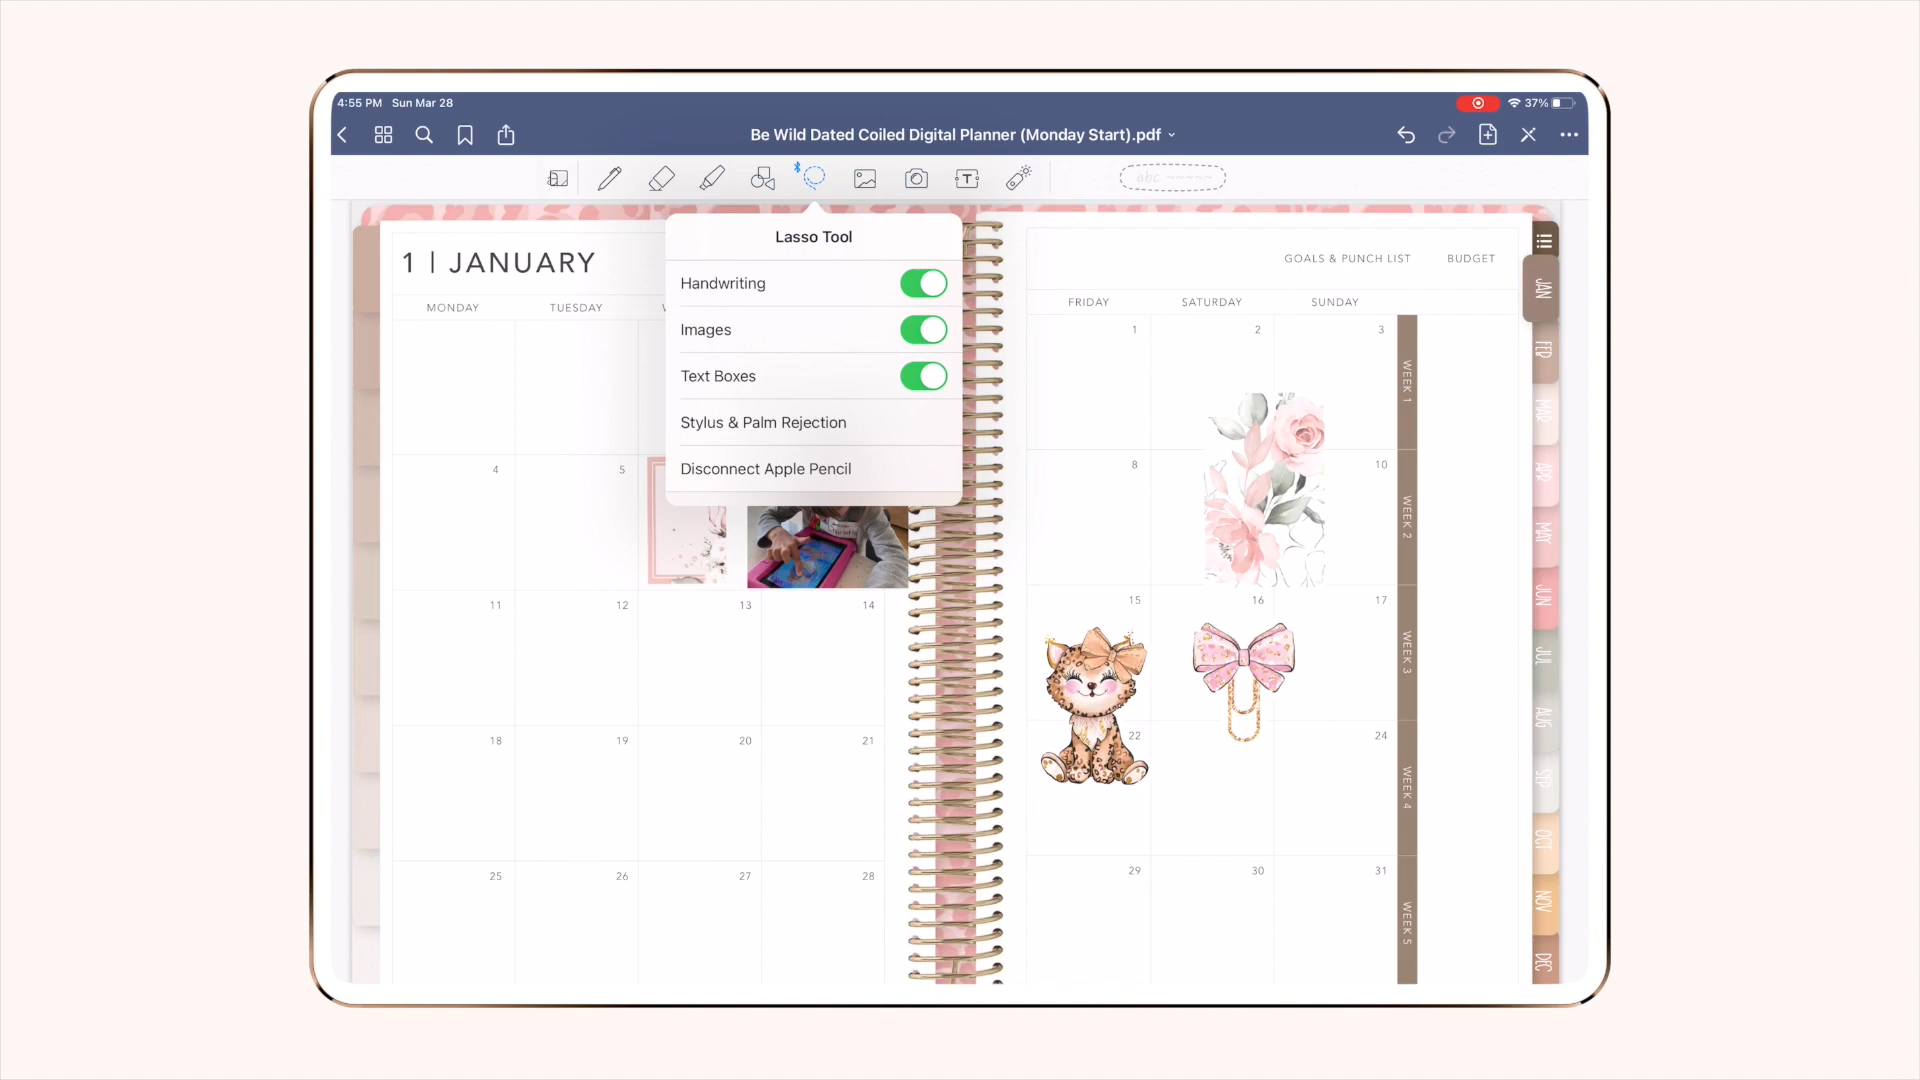 4:55 PM Sun Mar 28
37%
Be Wild Dated Coiled Digital Planner (Monday Start).pdf
abc
Lasso Tool
Handwriting
Images
Text Boxes
Stylus & Palm Rejection
Disconnect Apple Pencil
1 | JANUARY
MONDAY TUESDAY W
4 5
11 12 13 14
18 19 20 21
25 26 27 28
GOALS & PUNCH LIST BUDGET
FRIDAY SATURDAY SUNDAY
1 2 3
8 10
15 16 17
22 24
29 30 31
WEEK 1
WEEK 2
WEEK 3
WEEK 4
WEEK 5
JAN
FEB
MAR
APR
MAY
JUN
JUL
AUG
SEP
OCT
NOV
DEC